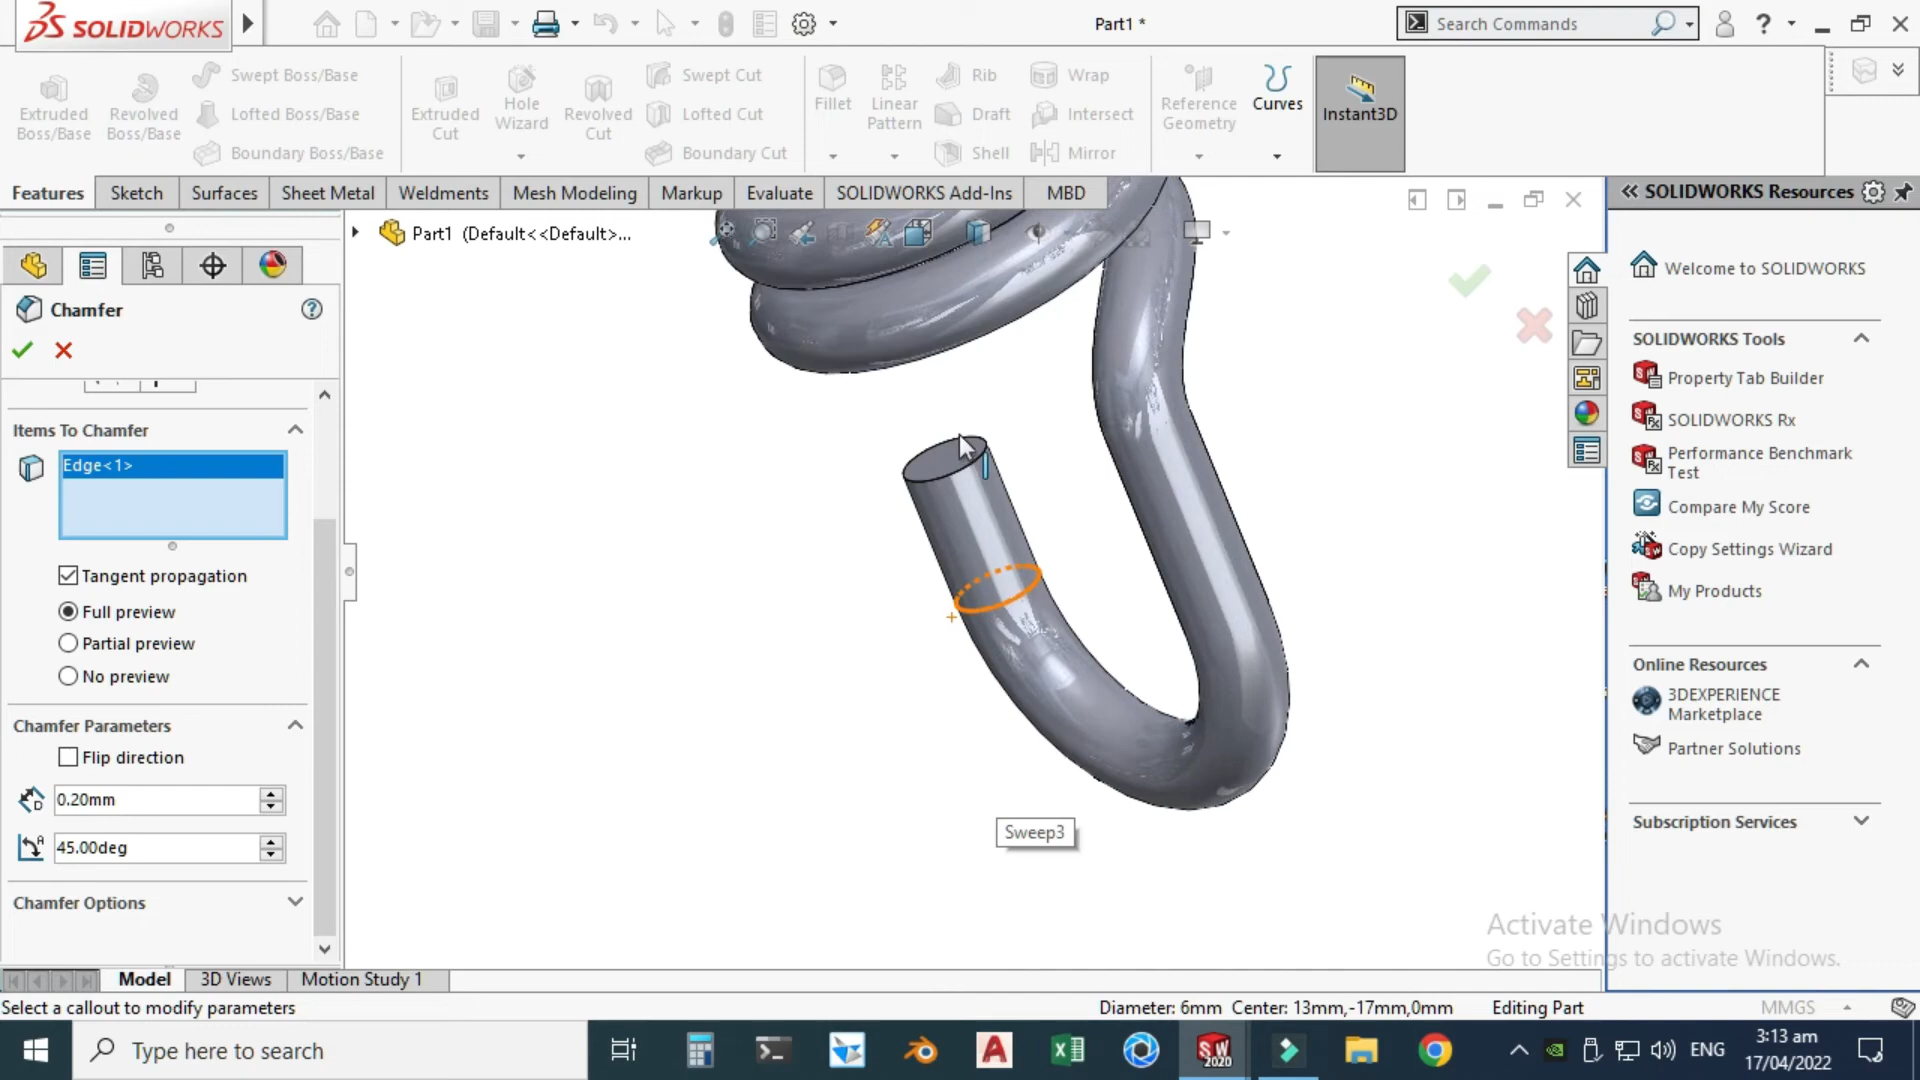 SOLIDWORKS
Part1 *
Search Commands
Extruded Boss/Base
Revolved Boss/Base
Swept Boss/Base
Lofted Boss/Base
Boundary Boss/Base
Extruded Cut
Hole Wizard
Revolved Cut
Swept Cut
Lofted Cut
Boundary Cut
Fillet
Linear Pattern
Rib
Draft
Shell
Wrap
Intersect
Mirror
Reference Geometry
Curves
Instant3D
Features
Sketch
Surfaces
Sheet Metal
Weldments
Mesh Modeling
Markup
Evaluate
SOLIDWORKS Add-Ins
MBD
SOLIDWORKS Resources
Part1 (Default<<Default>...
Chamfer
Items To Chamfer
Edge<1>
Tangent propagation
Full preview
Partial preview
No preview
Chamfer Parameters
Flip direction
0.20mm
45.00deg
Chamfer Options
Sweep3
Welcome to SOLIDWORKS
SOLIDWORKS Tools
Property Tab Builder
SOLIDWORKS Rx
Performance Benchmark
Test
Compare My Score
Copy Settings Wizard
My Products
Online Resources
3DEXPERIENCE
Marketplace
Partner Solutions
Subscription Services
Activate Windows
Go to Settings to activate Windows.
Model
3D Views
Motion Study 1
Select a callout to modify parameters
Diameter: 6mm Center: 13mm,-17mm,0mm
Editing Part
MMGS
Type here to search
SW
2020
ENG
3:13 am
17/04/2022